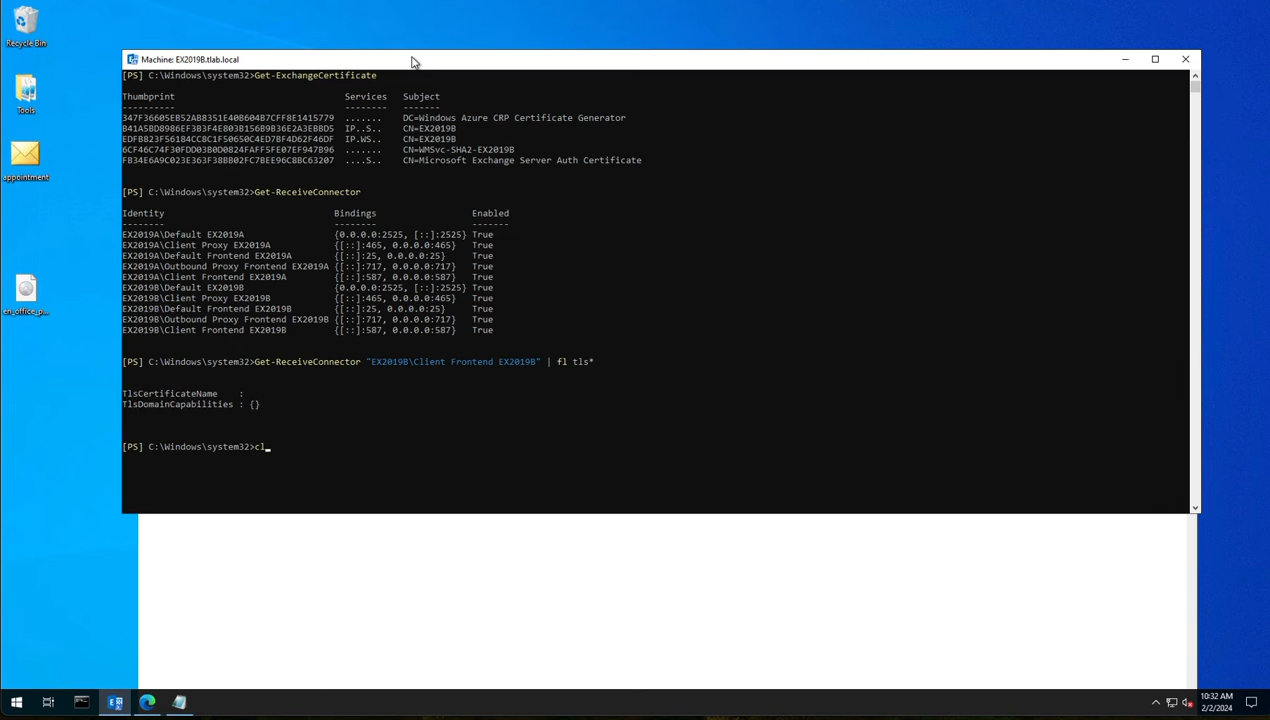 Recycle Bin
Tools
appointment
en_office_p...
Machine: EX2019B.tlab.local
[PS] C:\Windows\system32>Get-ExchangeCertificate
Thumbprint Services Subject
---------- -------- -------
347F36605EB52AB8351E40B604B7CFF8E1415779 ....... DC=Windows Azure CRP Certificate Generator
B41A5BD8986EF3B3F4E803B156B9B36E2A3EBBD5 IP..S.. CN=EX2019B
EDFB823F56184CC8C1F50650C4ED7BF4D62F46DF IP.WS.. CN=EX2019B
6CF46C74F30FDD03B0D0824FAFF5FE07EF947B96 ....... CN=WMSvc-SHA2-EX2019B
FB34E6A9C023E363F38BB02FC7BEE96C8BC63207 ....S.. CN=Microsoft Exchange Server Auth Certificate
[PS] C:\Windows\system32>Get-ReceiveConnector
Identity Bindings Enabled
-------- -------- -------
EX2019A\Default EX2019A {0.0.0.0:2525, [::]:2525} True
EX2019A\Client Proxy EX2019A {[::]:465, 0.0.0.0:465} True
EX2019A\Default Frontend EX2019A {[::]:25, 0.0.0.0:25} True
EX2019A\Outbound Proxy Frontend EX2019A {[::]:717, 0.0.0.0:717} True
EX2019A\Client Frontend EX2019A {[::]:587, 0.0.0.0:587} True
EX2019B\Default EX2019B {0.0.0.0:2525, [::]:2525} True
EX2019B\Client Proxy EX2019B {[::]:465, 0.0.0.0:465} True
EX2019B\Default Frontend EX2019B {[::]:25, 0.0.0.0:25} True
EX2019B\Outbound Proxy Frontend EX2019B {[::]:717, 0.0.0.0:717} True
EX2019B\Client Frontend EX2019B {[::]:587, 0.0.0.0:587} True
[PS] C:\Windows\system32>Get-ReceiveConnector "EX2019B\Client Frontend EX2019B" | fl tls*
TlsCertificateName :
TlsDomainCapabilities : {}
[PS] C:\Windows\system32>cl_
10:32 AM
2/2/2024